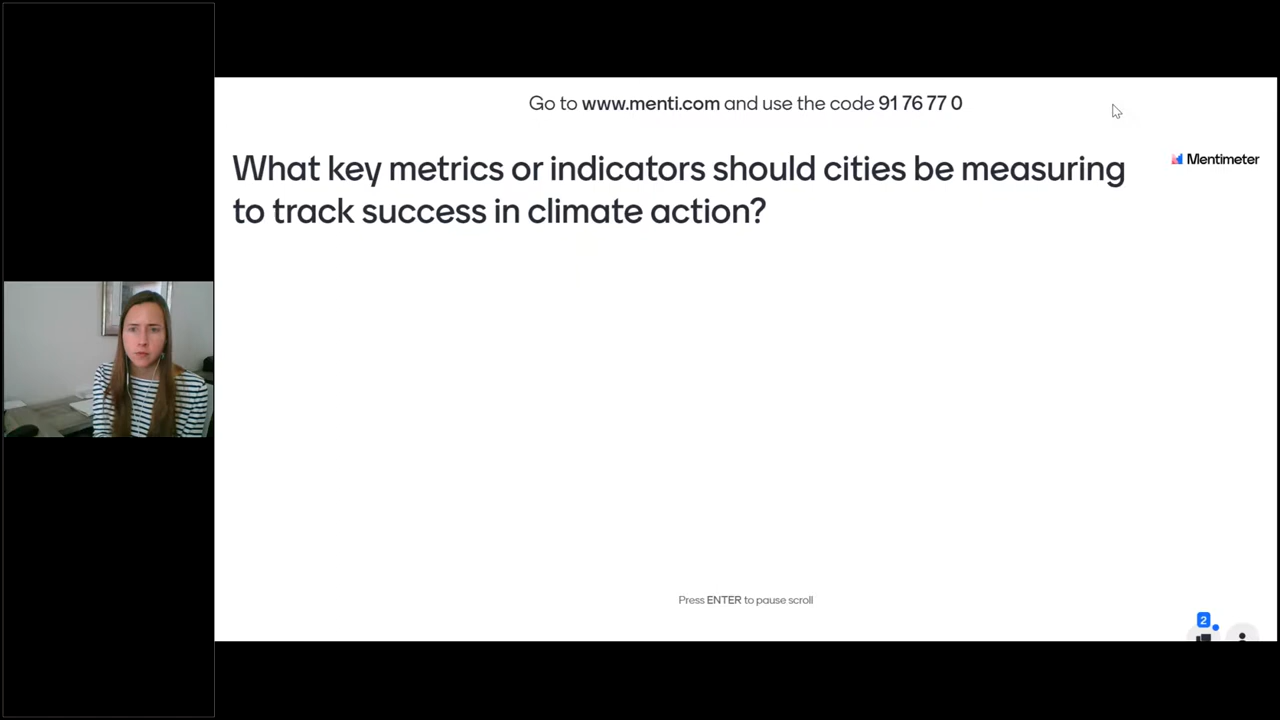 Go to www.menti.com and use the code 91 76 77 0
Mentimeter
What key metrics or indicators should cities be measuring
to track success in climate action?
Press ENTER to pause scroll
2